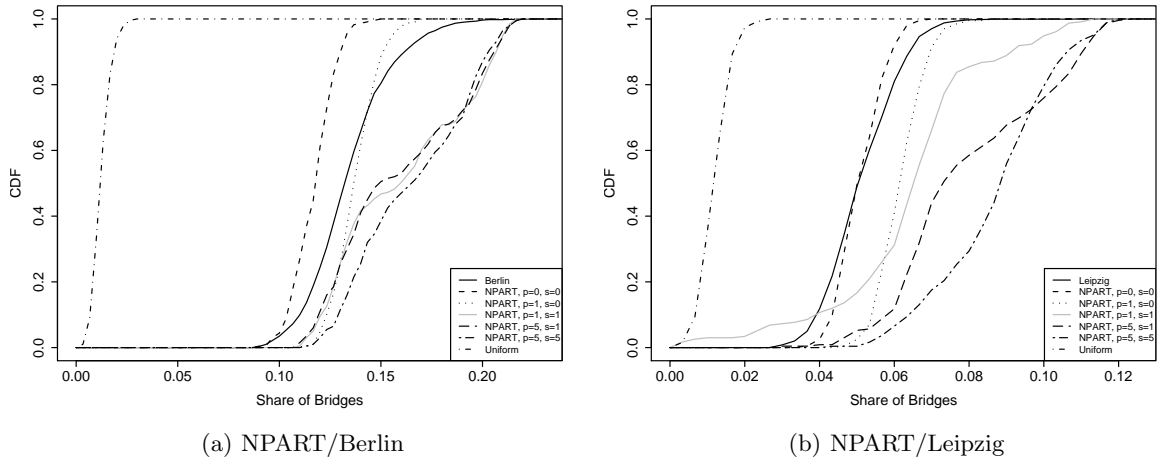 CDF
1.0
0.8
0.6
0.4
0.2
0.0
Berlin
NPART, p=0, s=0
NPART, p=1, s=0
NPART, p=1, s=1
NPART, p=5, s=1
NPART, p=5, s=5
Uniform
0.00 0.05 0.10 0.15 0.20
Share of Bridges
(a) NPART/Berlin
CDF
1.0
0.8
0.6
0.4
0.2
0.0
Leipzig
NPART, p=0, s=0
NPART, p=1, s=0
NPART, p=1, s=1
NPART, p=5, s=1
NPART, p=5, s=5
Uniform
0.00 0.02 0.04 0.06 0.08 0.10 0.12
Share of Bridges
(b) NPART/Leipzig